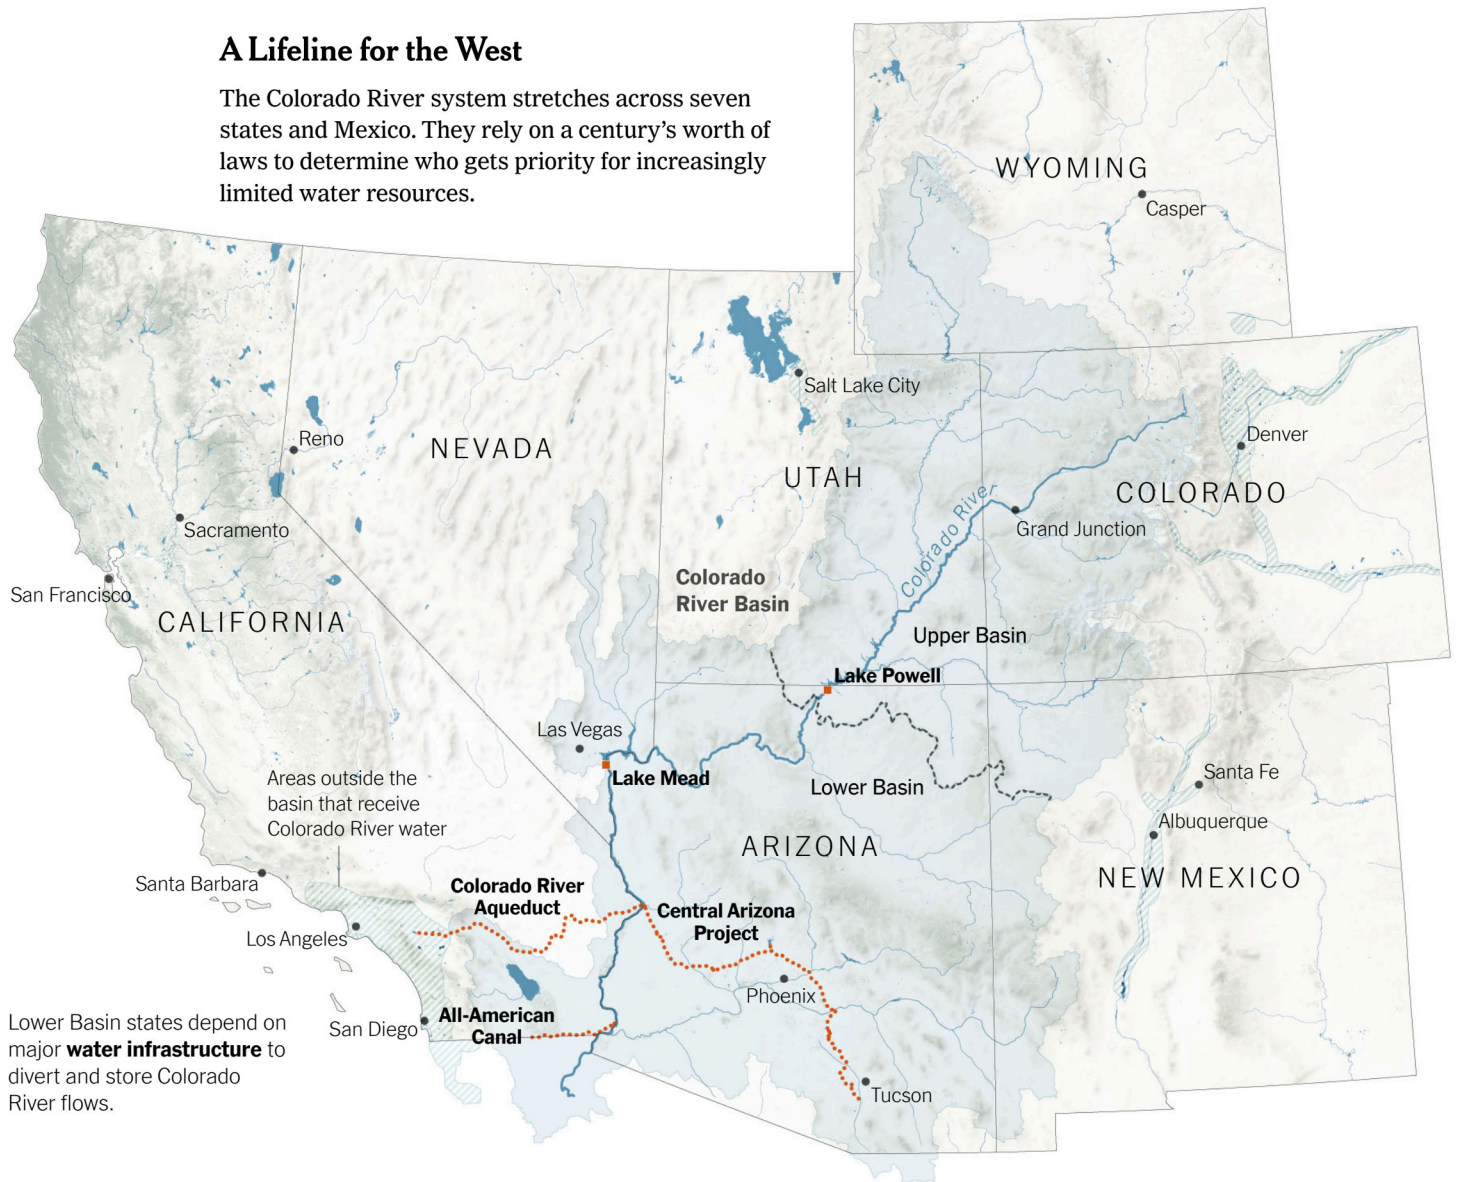 A Lifeline for the West
The Colorado River system stretches across seven
states and Mexico. They rely on a century’s worth of
laws to determine who gets priority for increasingly
limited water resources.
WYOMING
Casper
Salt Lake City
Reno
NEVADA
Denver
UTAH
COLORADO
Colorado River
Grand Junction
Sacramento
San Francisco
CALIFORNIA
Colorado
River Basin
Upper Basin
Lake Powell
Las Vegas
Lake Mead
Lower Basin
Santa Fe
Albuquerque
Areas outside the
basin that receive
Colorado River water
ARIZONA
NEW MEXICO
Santa Barbara
Colorado River
Aqueduct
Central Arizona
Project
Los Angeles
Phoenix
All-American
Canal
San Diego
Lower Basin states depend on
major water infrastructure to
divert and store Colorado
River flows.
Tucson